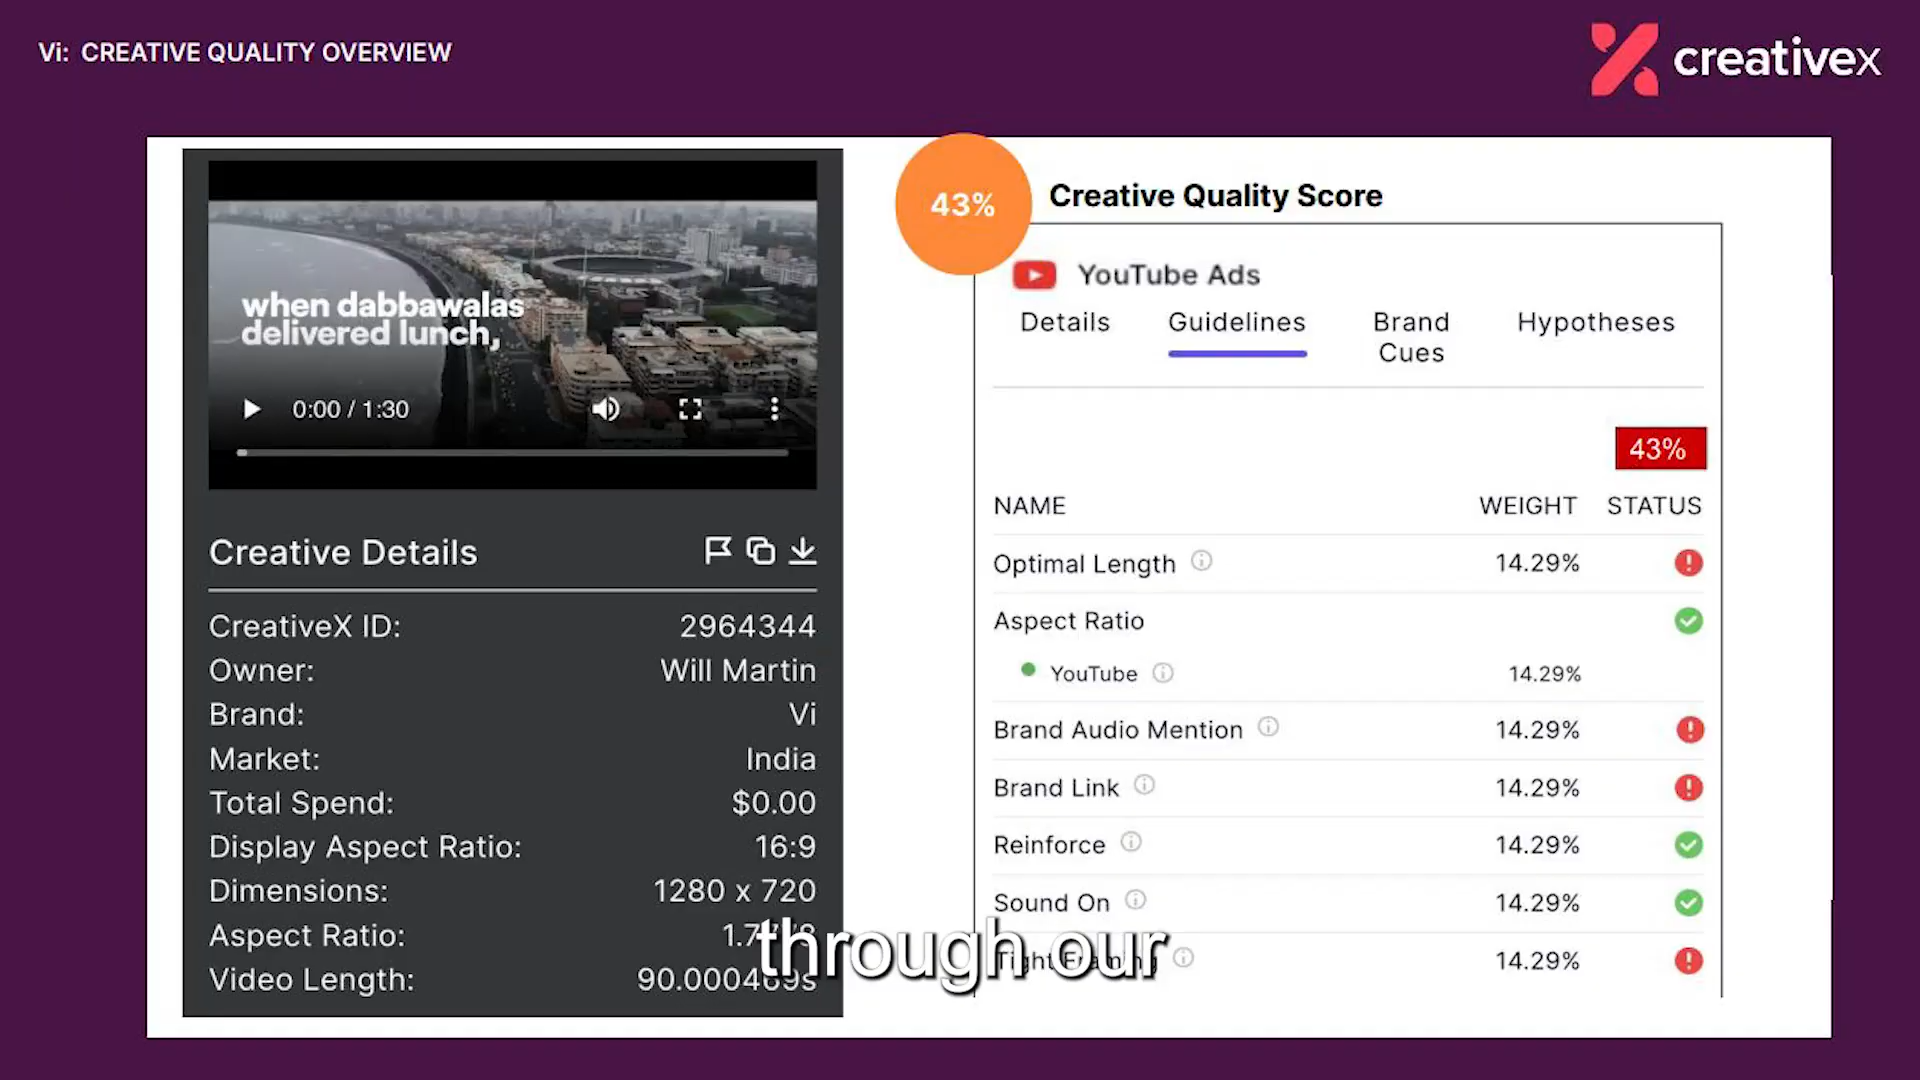 Vi: CREATIVE QUALITY OVERVIEW
creativex
when dabbawalas
delivered lunch,
0:00 / 1:30
Creative Details
CreativeX ID: 2964344
Owner: Will Martin
Brand: Vi
Market: India
Total Spend: $0.00
Display Aspect Ratio: 16:9
Dimensions: 1280 x 720
Aspect Ratio:
Video Length:
43%
Creative Quality Score
YouTube Ads
Details Guidelines Brand Cues Hypotheses
43%
NAME WEIGHT STATUS
Optimal Length 14.29%
Aspect Ratio
YouTube 14.29%
Brand Audio Mention 14.29%
Brand Link 14.29%
Reinforce 14.29%
Sound On 14.29%
Tight Framing 14.29%
through our